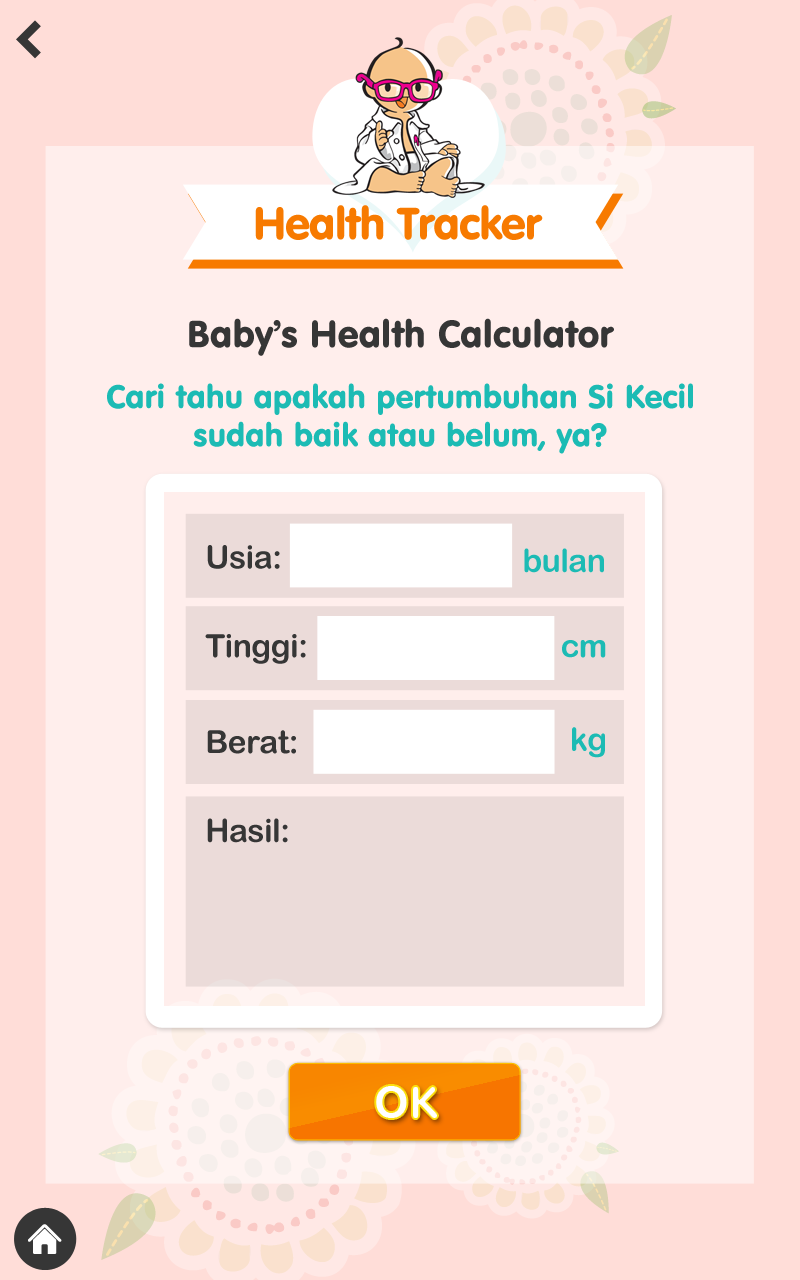 Health Tracker
Baby's Health Calculator
Cari tahu apakah pertumbuhan Si Kecil
sudah baik atau belum, ya?
Usia: bulan
Tinggi: cm
Berat: kg
Hasil:
OK